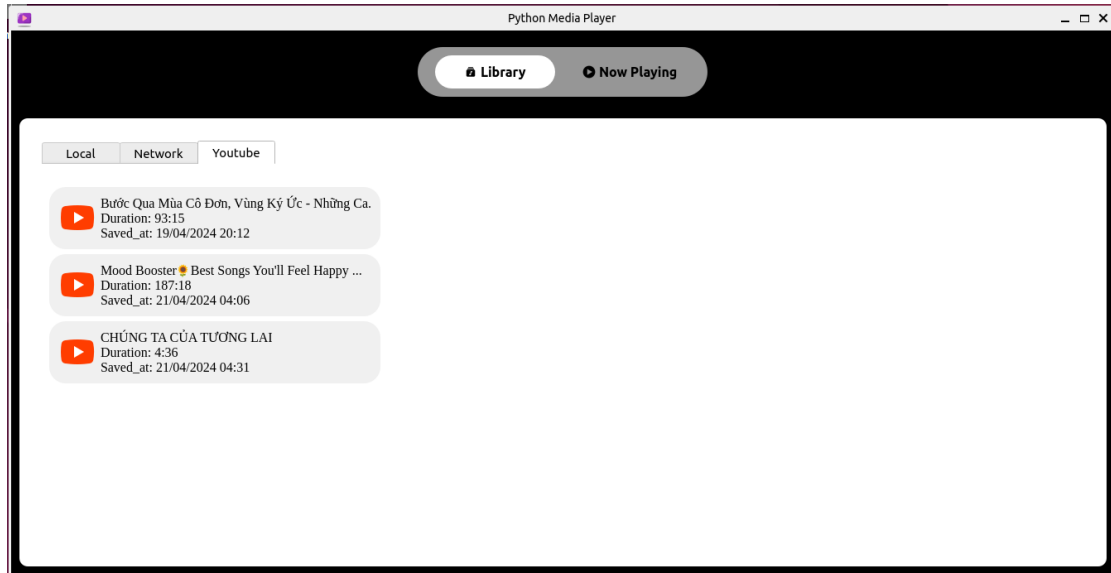 Python Media Player
Library
Now Playing
Local
Network
Youtube
Bước Qua Mùa Cô Đơn, Vùng Ký Ức - Những Ca.
Duration: 93:15
Saved_at: 19/04/2024 20:12
Mood Booster🌻Best Songs You'll Feel Happy ...
Duration: 187:18
Saved_at: 21/04/2024 04:06
CHÚNG TA CỦA TƯƠNG LAI
Duration: 4:36
Saved_at: 21/04/2024 04:31